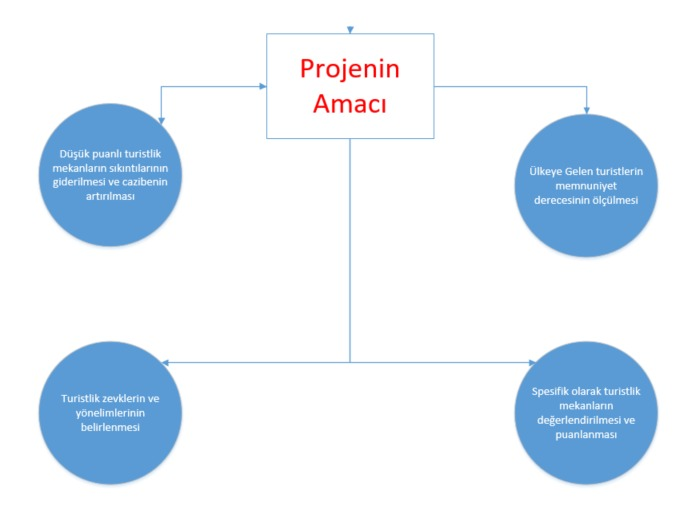 Projenin
Amacı
Düşük puanlı turistlik
mekanların sıkıntılarının
giderilmesi ve cazibenin
artırılması
Ülkeye Gelen turistlerin
memnuniyet
derecesinin ölçülmesi
Turistlik zevklerin ve
yönelimlerinin
belirlenmesi
Spesifik olarak turistlik
mekanların
değerlendirilmesi ve
puanlanması